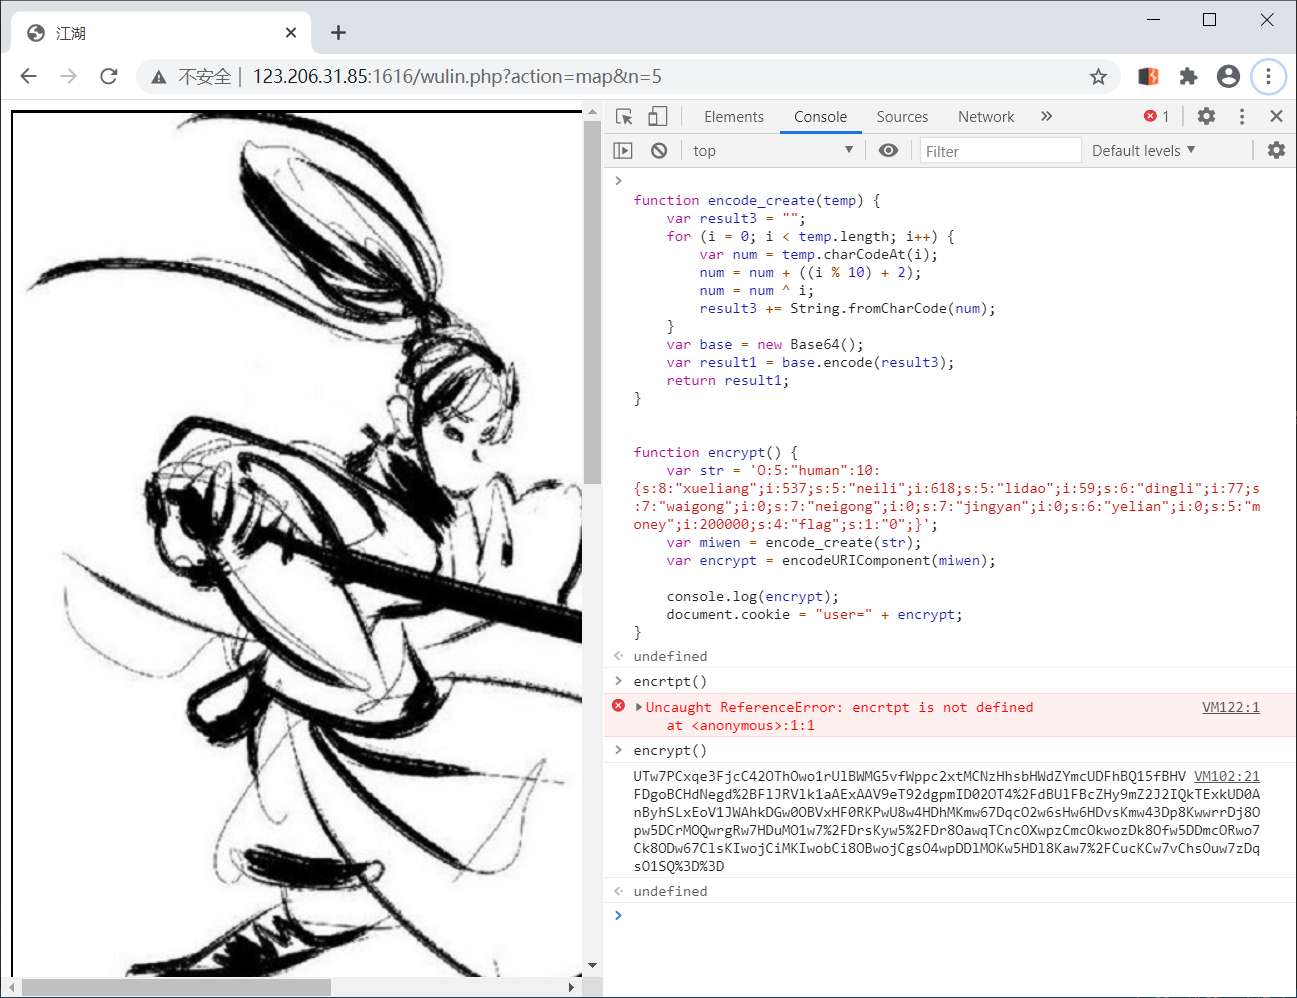 江湖
不安全 | 123.206.31.85:1616/wulin.php?action=map&n=5
Elements Console Sources Network » 1
top Filter Default levels
>
function encode_create(temp) {
    var result3 = "";
    for (i = 0; i < temp.length; i++) {
        var num = temp.charCodeAt(i);
        num = num + ((i % 10) + 2);
        num = num ^ i;
        result3 += String.fromCharCode(num);
    }
    var base = new Base64();
    var result1 = base.encode(result3);
    return result1;
}
function encrypt() {
    var str = 'O:5:"human":10:
{s:8:"xueliang";i:537;s:5:"neili";i:618;s:5:"lidao";i:59;s:6:"dingli";i:77;s
:7:"waigong";i:0;s:7:"neigong";i:0;s:7:"jingyan";i:0;s:6:"yelian";i:0;s:5:"m
oney";i:200000;s:4:"flag";s:1:"0";}';
    var miwen = encode_create(str);
    var encrypt = encodeURIComponent(miwen);
    console.log(encrypt);
    document.cookie = "user=" + encrypt;
}
undefined
> encrtpt()
Uncaught ReferenceError: encrtpt is not defined VM122:1
    at <anonymous>:1:1
> encrypt()
UTw7PCxqe3FjcC42OThOwo1rUlBWMG5vfWppc2xtMCNzHhsbHWdZYmcUDFhBQ15fBHV VM102:21
FDgoBCHdNegd%2BFlJRVlk1aAExAAV9eT92dgpmID02OT4%2FdBUlFBcZHy9mZ2J2IQkTExkUD0A
nByhSLxEoV1JWAhkDGw0OBVxHF0RKPwU8w4HDhMKmw67DqcO2w6sHw6HDvsKmw43Dp8KwwrrDj8O
pw5DCrMOQwrgRw7HDuMO1w7%2FDrsKyw5%2FDr8OawqTCncOXwpzCmcOkwozDk8Ofw5DDmcORwo7
Ck8ODw67ClsKIwojCiMKIwobCi8OBwojCgsO4wpDDlMOKw5HDl8Kaw7%2FCucKCw7vChsOuw7zDq
sO1SQ%3D%3D
undefined
>